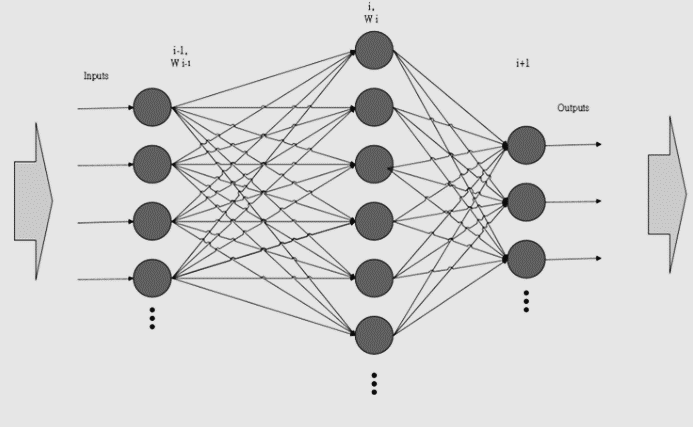 Inputs
i-1,
W i-1
i,
W i
i+1
Outputs